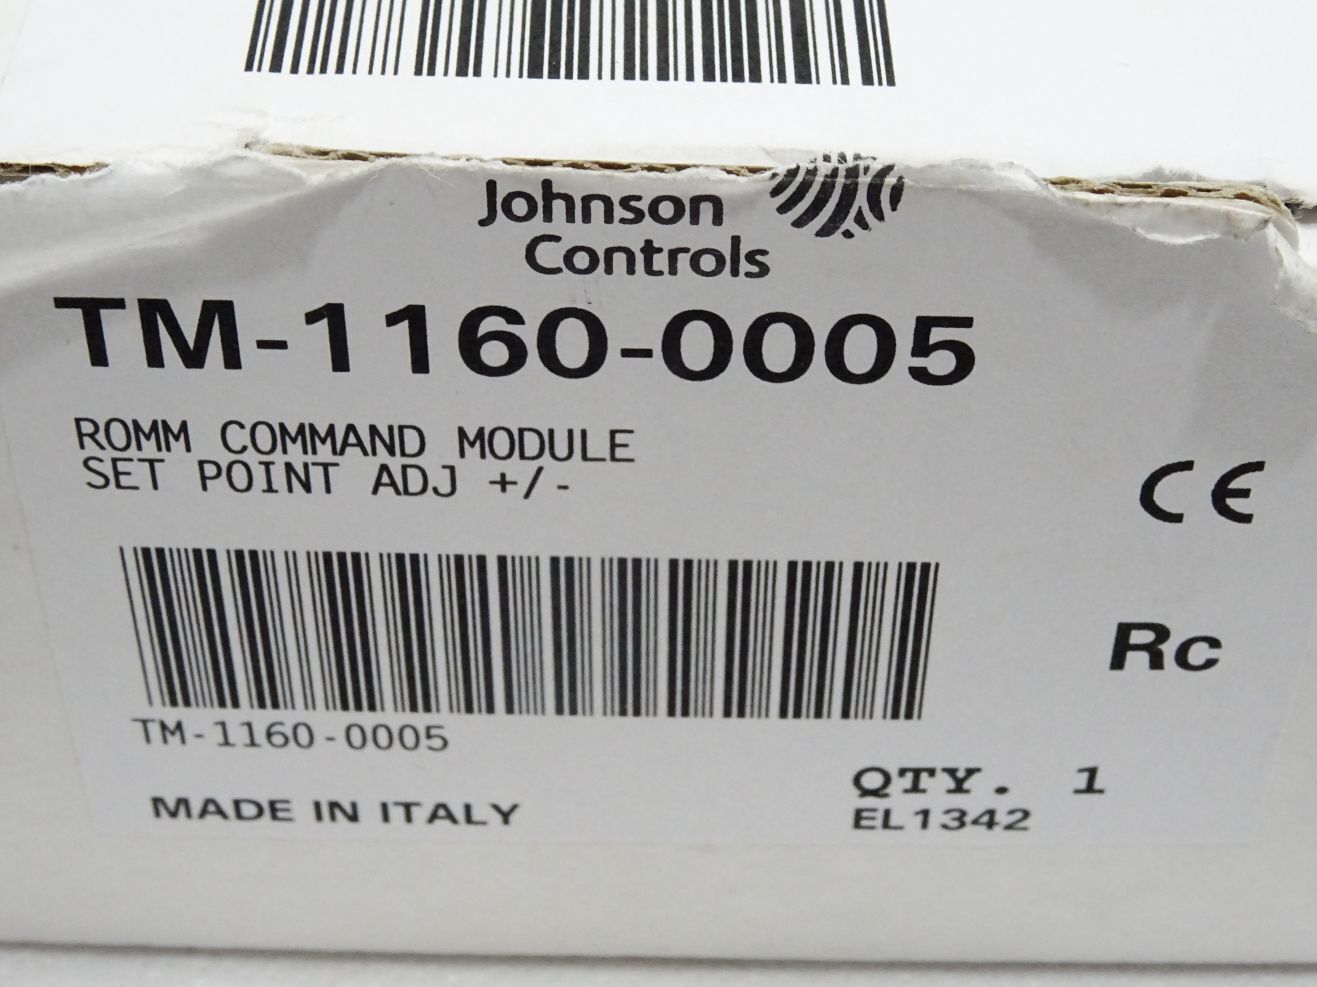 Johnson
Controls
TM-1160-0005
ROMM COMMAND MODULE
SET POINT ADJ +/-
CE
Rc
TM-1160-0005
QTY. 1
MADE IN ITALY
EL1342